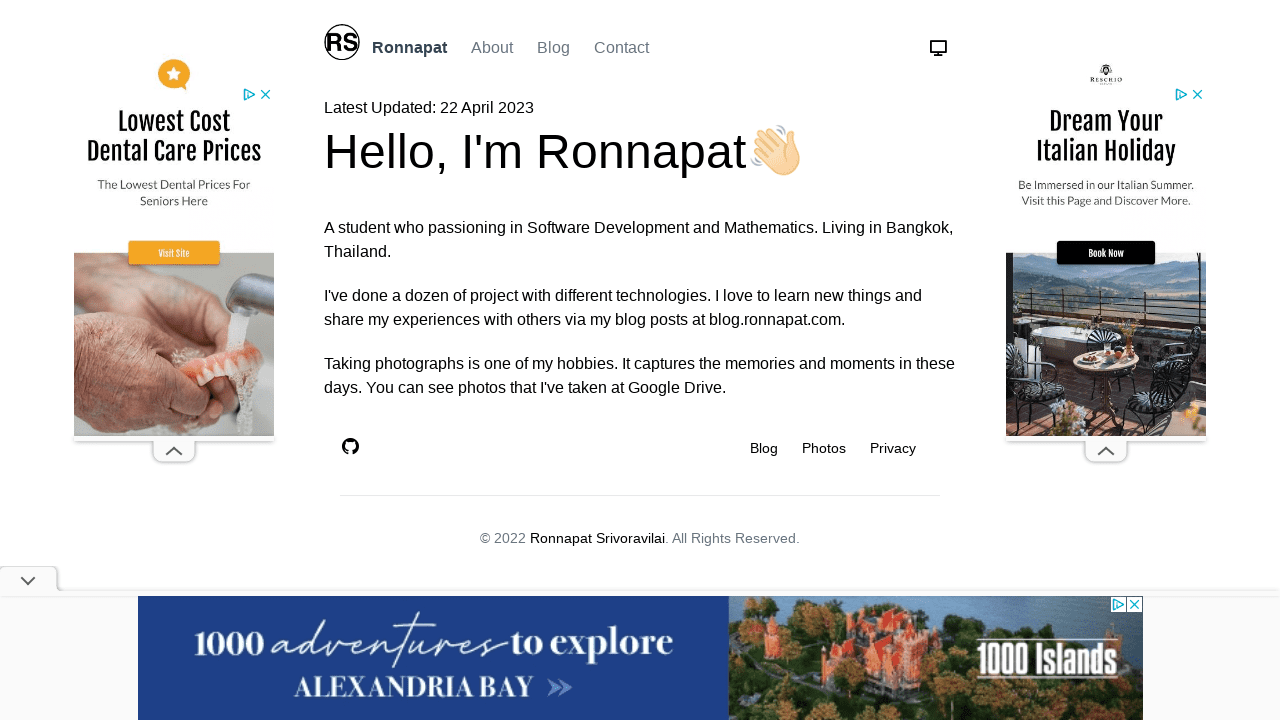 RS
Ronnapat
About
Blog
Contact
Lowest Cost
Dental Care Prices
The Lowest Dental Prices For
Seniors Here
Visit Site
Latest Updated: 22 April 2023
Hello, I'm Ronnapat👋🏼
A student who passioning in Software Development and Mathematics. Living in Bangkok,
Thailand.
I've done a dozen of project with different technologies. I love to learn new things and
share my experiences with others via my blog posts at blog.ronnapat.com.
Taking photographs is one of my hobbies. It captures the memories and moments in these
days. You can see photos that I've taken at Google Drive.
RESCHIO
Dream Your
Italian Holiday
Be Immersed in our Italian Summer.
Visit this Page and Discover More.
Book Now
Blog
Photos
Privacy
© 2022 Ronnapat Srivoravilai. All Rights Reserved.
1000 adventures to explore
ALEXANDRIA BAY
1000 Islands